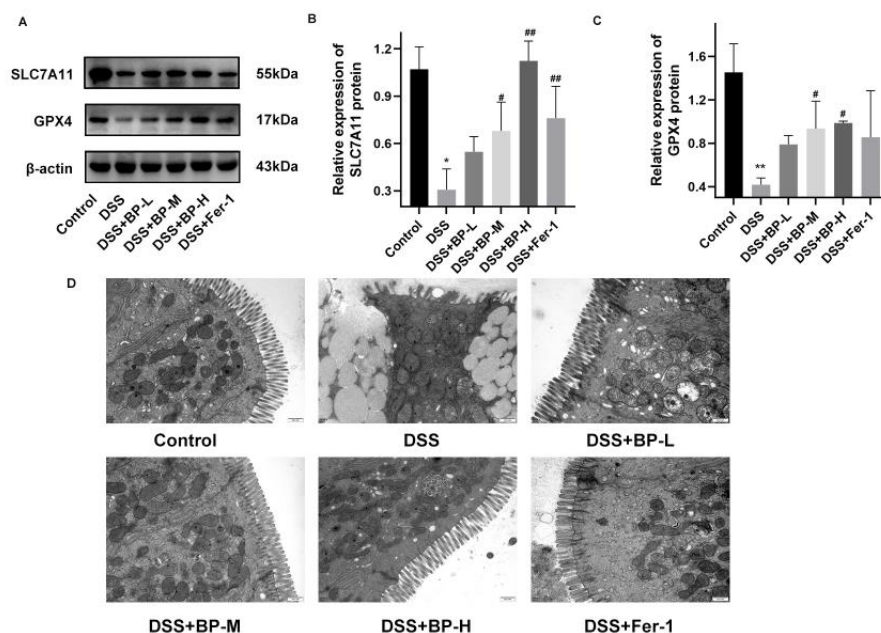 A
SLC7A11
55kDa
GPX4
17kDa
β-actin
43kDa
Control
DSS
DSS+BP-L
DSS+BP-M
DSS+BP-H
DSS+Fer-1
B
Relative expression of
SLC7A11 protein
1.2
0.9
0.6
0.3
*
#
##
##
Control
DSS
DSS+BP-L
DSS+BP-M
DSS+BP-H
DSS+Fer-1
C
Relative expression of
GPX4 protein
1.6
1.2
0.8
0.4
**
#
#
Control
DSS
DSS+BP-L
DSS+BP-M
DSS+BP-H
DSS+Fer-1
D
Control
DSS
DSS+BP-L
DSS+BP-M
DSS+BP-H
DSS+Fer-1